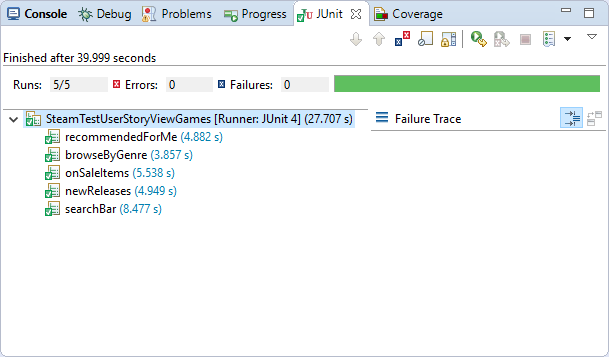 Console Debug Problems Progress JUnit Coverage
Finished after 39.999 seconds
Runs: 5/5 Errors: 0 Failures: 0
SteamTestUserStoryViewGames [Runner: JUnit 4] (27.707 s) Failure Trace
recommendedForMe (4.882 s)
browseByGenre (3.857 s)
onSaleItems (5.538 s)
newReleases (4.949 s)
searchBar (8.477 s)